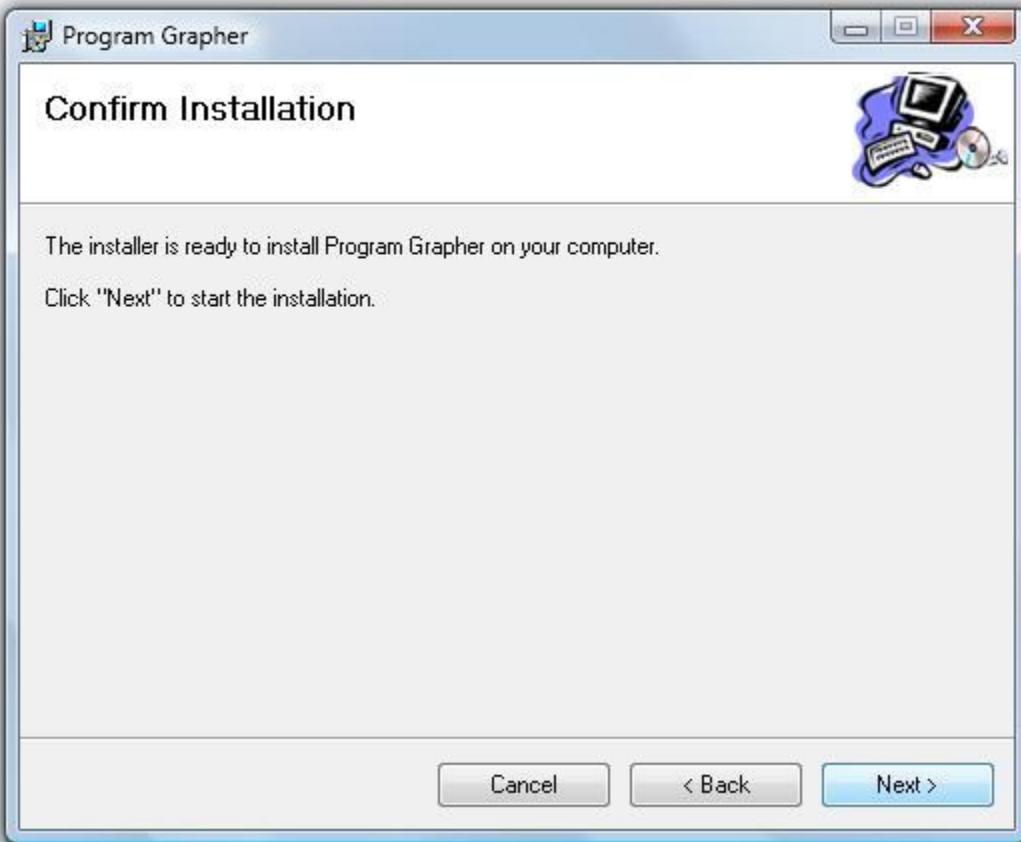 Program Grapher
Confirm Installation
The installer is ready to install Program Grapher on your computer.
Click "Next" to start the installation.
Cancel
< Back
Next >